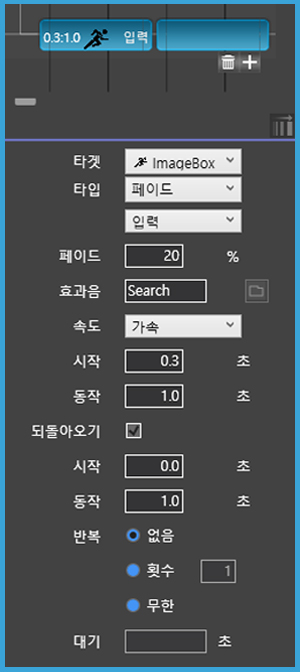 0.3:1.0 입력
타겟 ImageBox
타입 페이드
입력
페이드 20 %
효과음 Search
속도 가속
시작 0.3 초
동작 1.0 초
되돌아오기
시작 0.0 초
동작 1.0 초
반복 없음
횟수 1
무한
대기 초